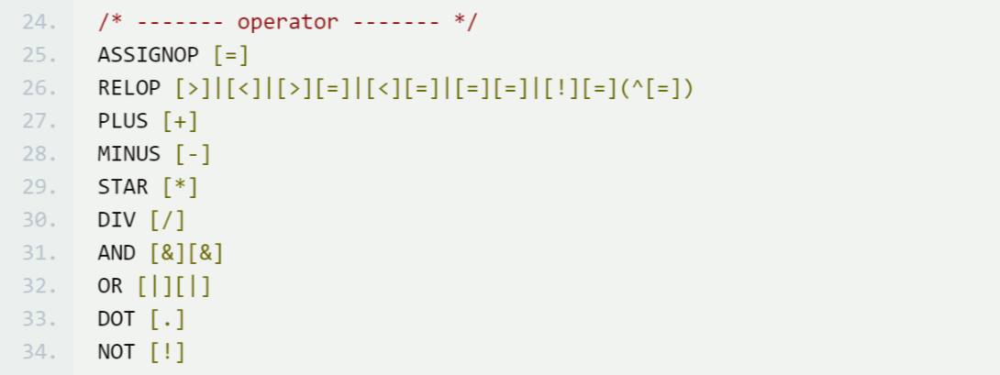 24. /* ------- operator ------- */
25. ASSIGNOP [=]
26. RELOP [>]|[<]|[>][=]|[<][=]|[=][=]|[!][=](^[=])
27. PLUS [+]
28. MINUS [-]
29. STAR [*]
30. DIV [/]
31. AND [&][&]
32. OR [|][|]
33. DOT [.]
34. NOT [!]